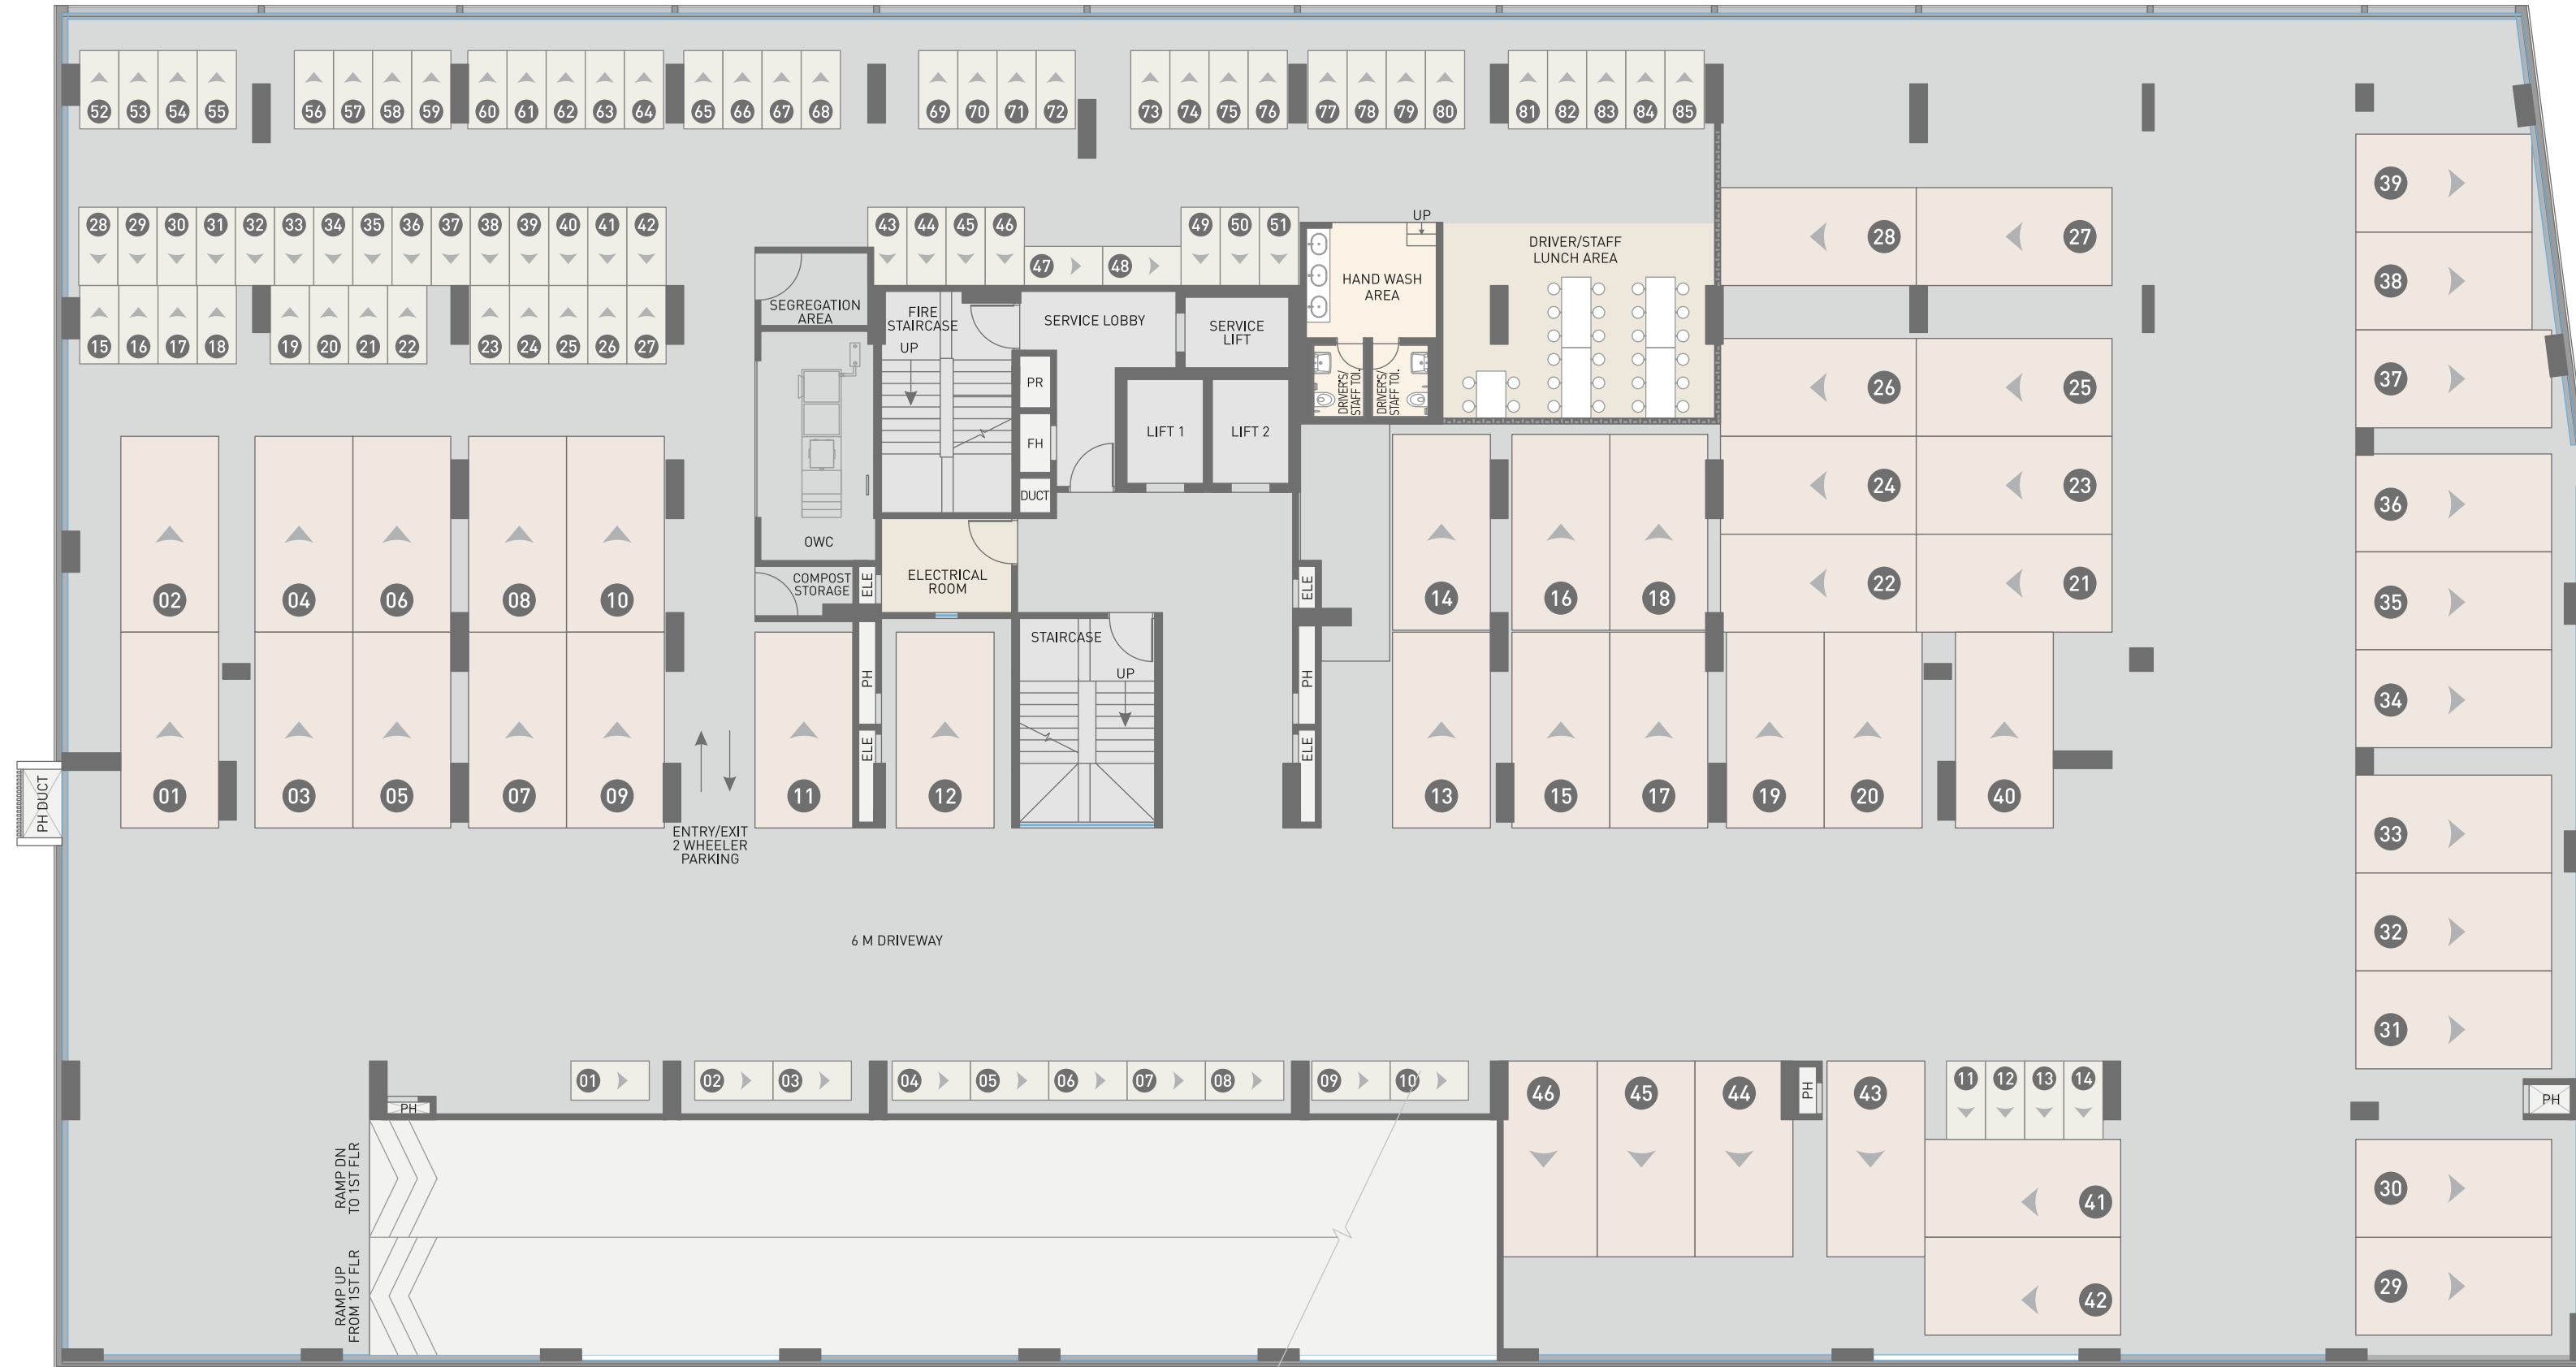 52 53 54 55 56 57 58 59 60 61 62 63 64 65 66 67 68 69 70 71 72 73 74 75 76 77 78 79 80 81 82 83 84 85
28 29 30 31 32 33 34 35 36 37 38 39 40 41 42 43 44 45 46 47 48 49 50 51
15 16 17 18 19 20 21 22 23 24 25 26 27
SEGREGATION
AREA
FIRE
STAIRCASE
UP
SERVICE LOBBY
SERVICE
LIFT
UP
HAND WASH
AREA
DRIVER/STAFF
LUNCH AREA
DRIVER'S/
STAFF TOI.
DRIVER'S/
STAFF TOI.
PR
FH
DUCT
LIFT 1
LIFT 2
OWC
COMPOST
STORAGE
ELE
ELECTRICAL
ROOM
ELE
STAIRCASE
UP
PH
ELE
PH
ELE
28 27
26 25
24 23
22 21
39
38
37
36
35
34
33
32
31
30
29
02 04 06 08 10 14 16 18
01 03 05 07 09 11 12 13 15 17 19 20 40
PH DUCT
ENTRY/EXIT
2 WHEELER
PARKING
6 M DRIVEWAY
01 02 03 04 05 06 07 08 09 10
46 45 44 43
PH
PH
PH
11 12 13 14
41
42
RAMP DN
TO 1ST FLR
RAMP UP
FROM 1ST FLR